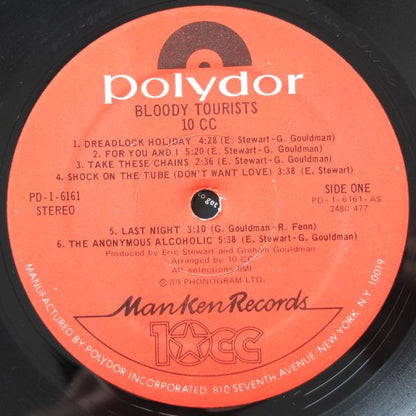 polydor
BLOODY TOURISTS
10 CC
1. DREADLOCK HOLIDAY 4:28 (E. Stewart-G. Gouldman)
2. FOR YOU AND I 5:20 (E. Stewart-G. Gouldman)
3. TAKE THESE CHAINS 2:36 (E. Stewart-G. Gouldman)
4. SHOCK ON THE TUBE (DON'T WANT LOVE) 3:38 (E. Stewart)
PD-1-6161
STEREO
SIDE ONE
PD-1-6161-AS
2480 477
to get
5. LAST NIGHT 3:10 (G. Gouldman-R. Fenn)
6. THE ANONYMOUS ALCOHOLIC 5:38 (E. Stewart-G. Gouldman)
Produced by Eric Stewart and Graham Gouldman
Arranged by 10 CC
All selections BMI
℗ 1978 PHONOGRAM LTD.
ManKen Records
10CC
MANUFACTURED BY POLYDOR INCORPORATED. 810 SEVENTH AVENUE/NEW YORK, N.Y. 10019